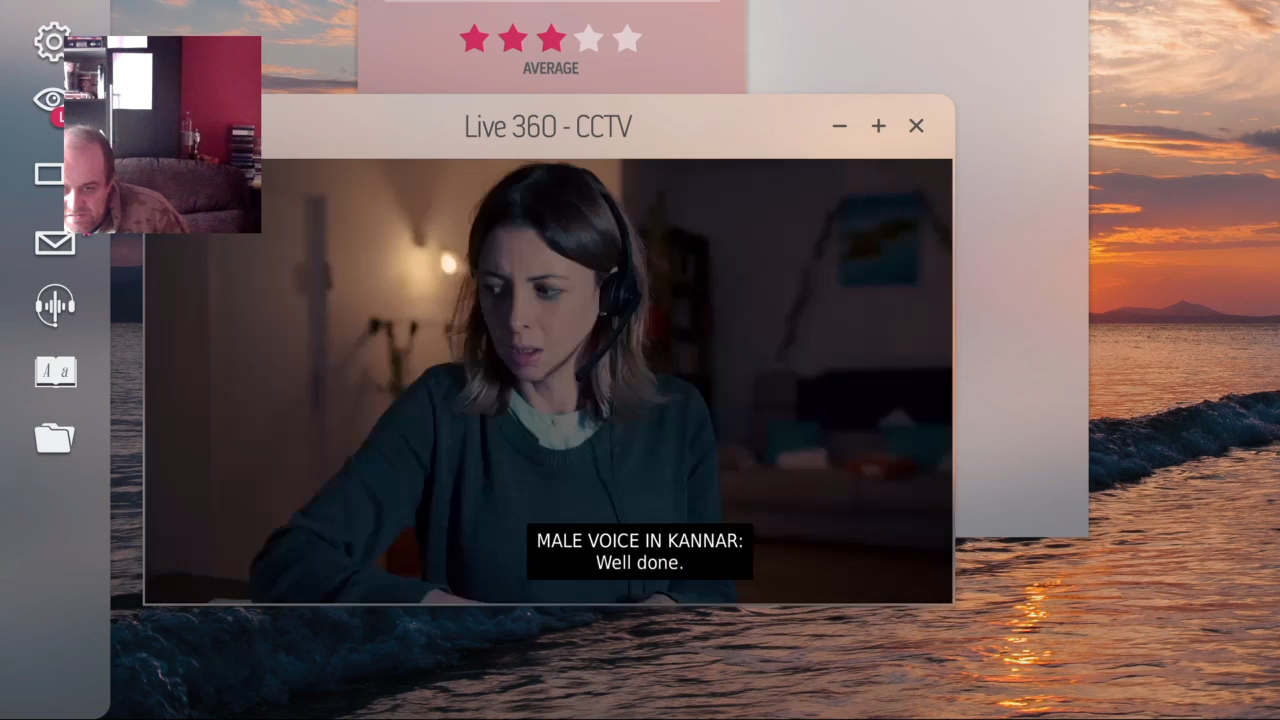 AVERAGE
L
Live 360 - CCTV
A a
MALE VOICE IN KANNAR:
Well done.